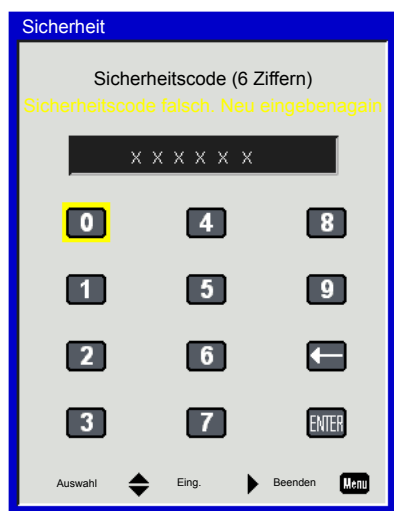 Sicherheit
Sicherheitscode (6 Ziffern)
Sicherheitscode falsch. Neu eingebenagain
X X X X X X
0 4 8
1 5 9
2 6
3 7 ENTER
Auswahl Eing. Beenden Menu